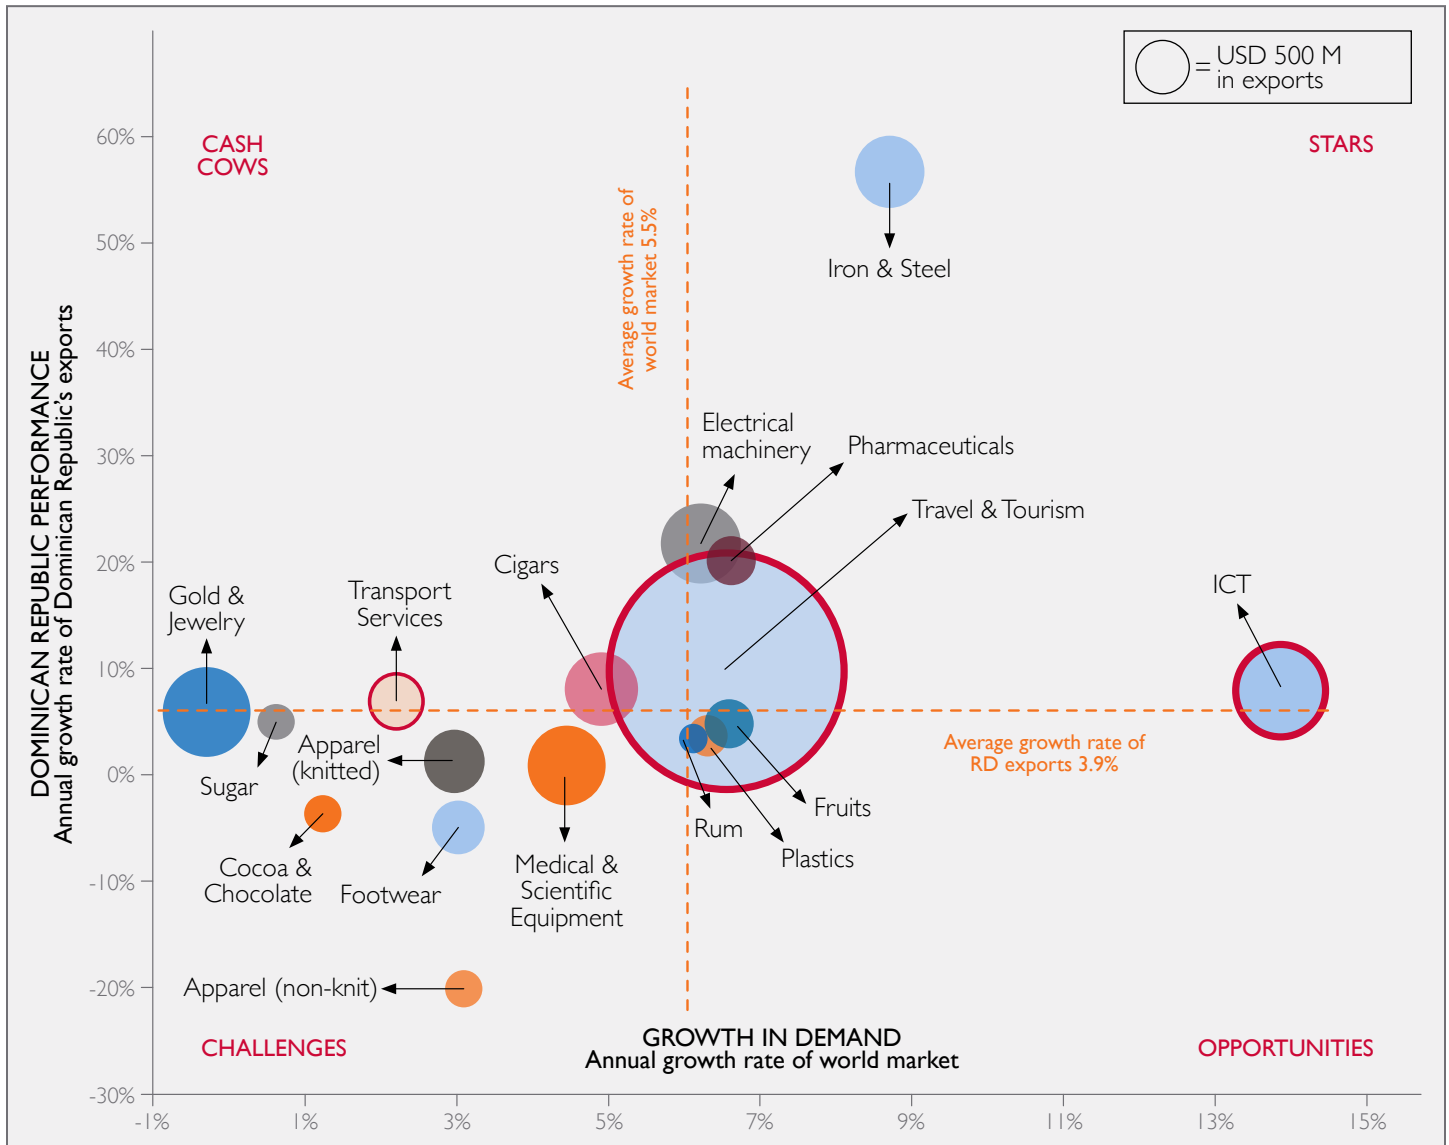 = USD 500 M
in exports
CASH
COWS
STARS
60%
50%
40%
30%
20%
10%
0%
-10%
-20%
-30%
DOMINICAN REPUBLIC PERFORMANCE
Annual growth rate of Dominican Republic's exports
Average growth rate of
world market 5.5%
Iron & Steel
Electrical
machinery
Pharmaceuticals
Travel & Tourism
Cigars
ICT
Gold &
Jewelry
Transport
Services
Sugar
Apparel
(knitted)
Average growth rate of
RD exports 3.9%
Cocoa &
Chocolate
Footwear
Medical &
Scientific
Equipment
Rum
Fruits
Plastics
Apparel (non-knit)
CHALLENGES
GROWTH IN DEMAND
Annual growth rate of world market
OPPORTUNITIES
-1%
1%
3%
5%
7%
9%
11%
13%
15%